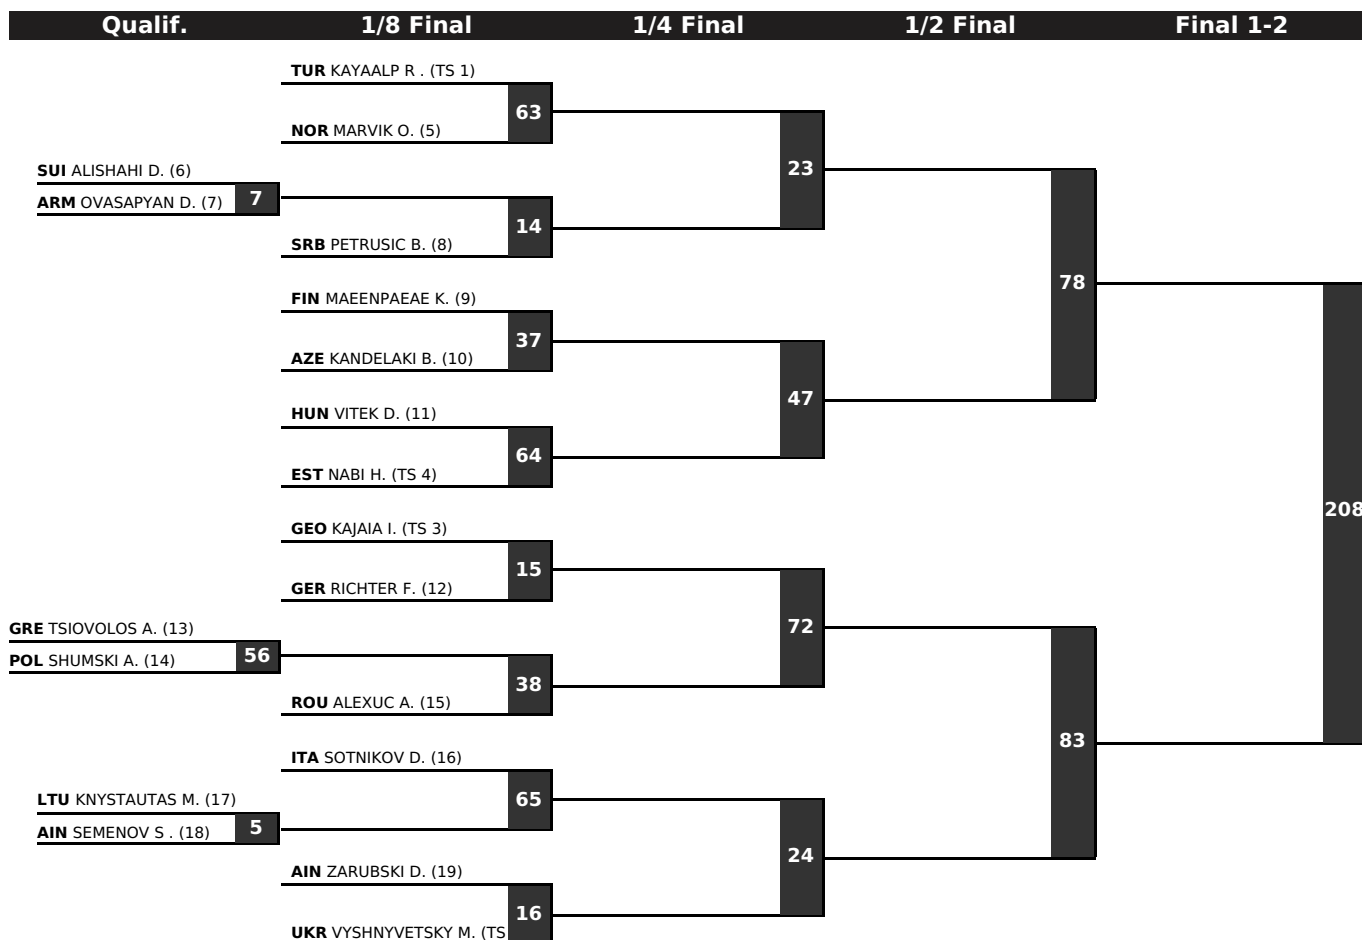 Qualif. 1/8 Final 1/4 Final 1/2 Final Final 1-2
TUR KAYAALP R . (TS 1)
63
NOR MARVIK O. (5)
SUI ALISHAHI D. (6)
23
ARM OVASAPYAN D. (7) 7
14
SRB PETRUSIC B. (8)
78
FIN MAEENPAEAE K. (9)
37
AZE KANDELAKI B. (10)
47
HUN VITEK D. (11)
64
EST NABI H. (TS 4)
208
GEO KAJAIA I. (TS 3)
15
GER RICHTER F. (12)
GRE TSIOVOLOS A. (13)
72
POL SHUMSKI A. (14) 56
38
ROU ALEXUC A. (15)
83
ITA SOTNIKOV D. (16)
LTU KNYSTAUTAS M. (17)
65
AIN SEMENOV S . (18) 5
24
AIN ZARUBSKI D. (19)
16
UKR VYSHNYVETSKY M. (TS